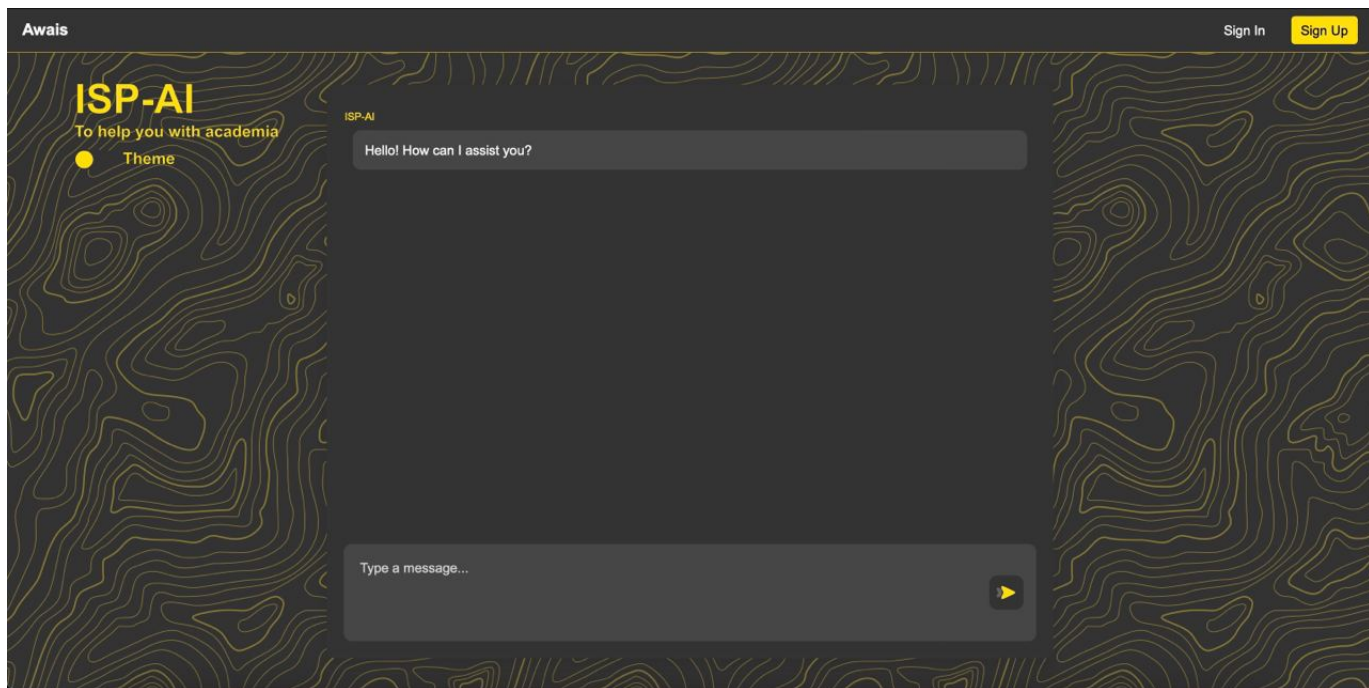 Awais
Sign In
Sign Up
ISP-AI
To help you with academia
Theme
ISP-AI
Hello! How can I assist you?
Type a message...